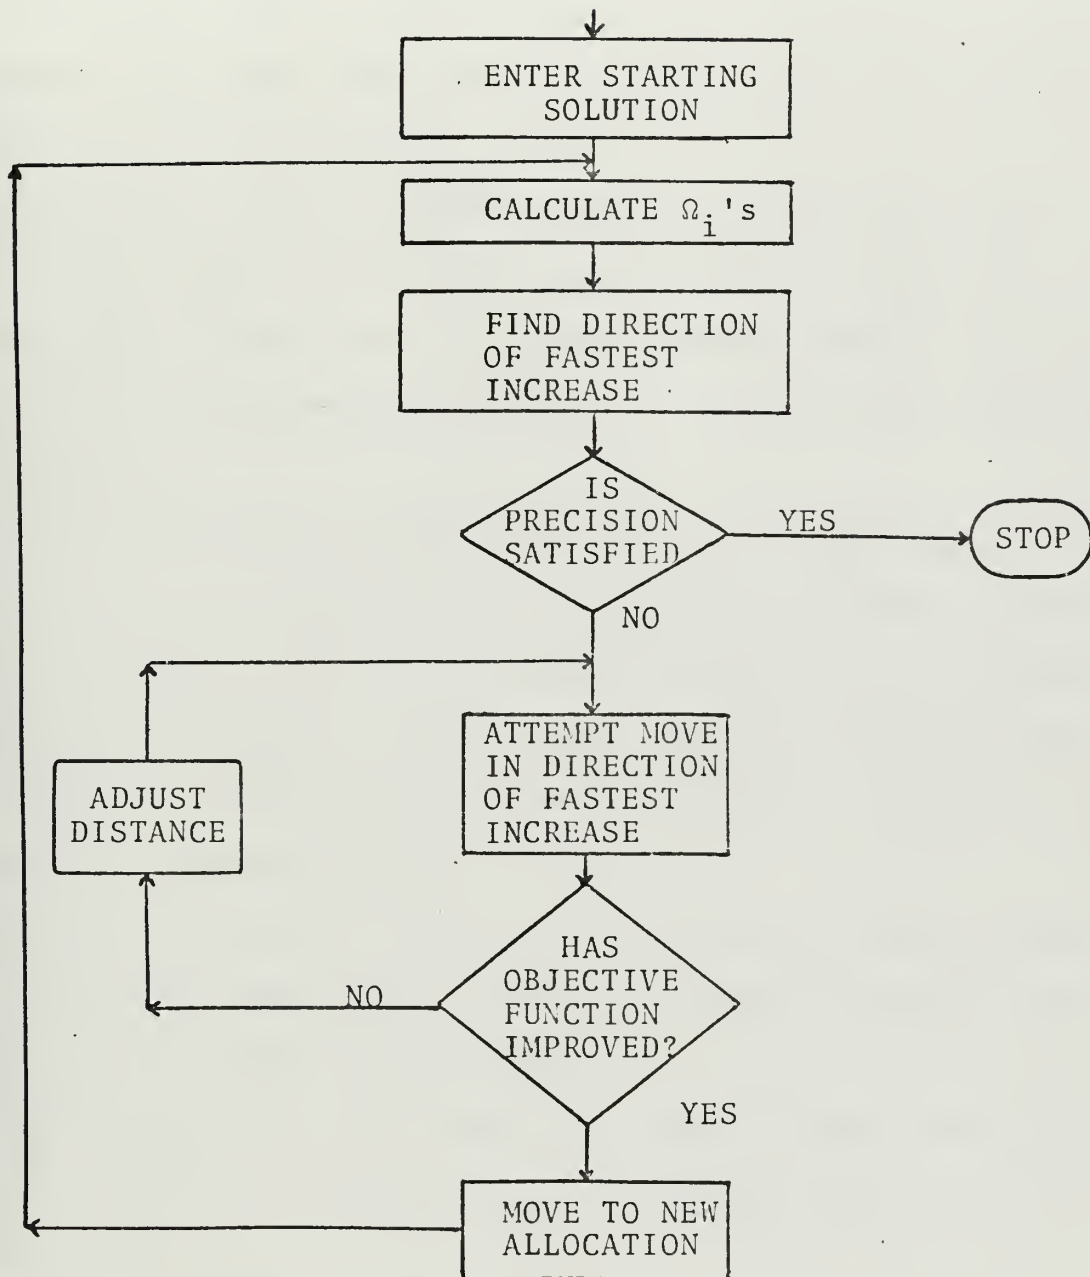 ENTER STARTING
SOLUTION
CALCULATE Ω_i's
FIND DIRECTION
OF FASTEST
INCREASE
IS
PRECISION
SATISFIED
YES
STOP
NO
ATTEMPT MOVE
IN DIRECTION
OF FASTEST
INCREASE
ADJUST
DISTANCE
HAS
OBJECTIVE
FUNCTION
IMPROVED?
NO
YES
MOVE TO NEW
ALLOCATION